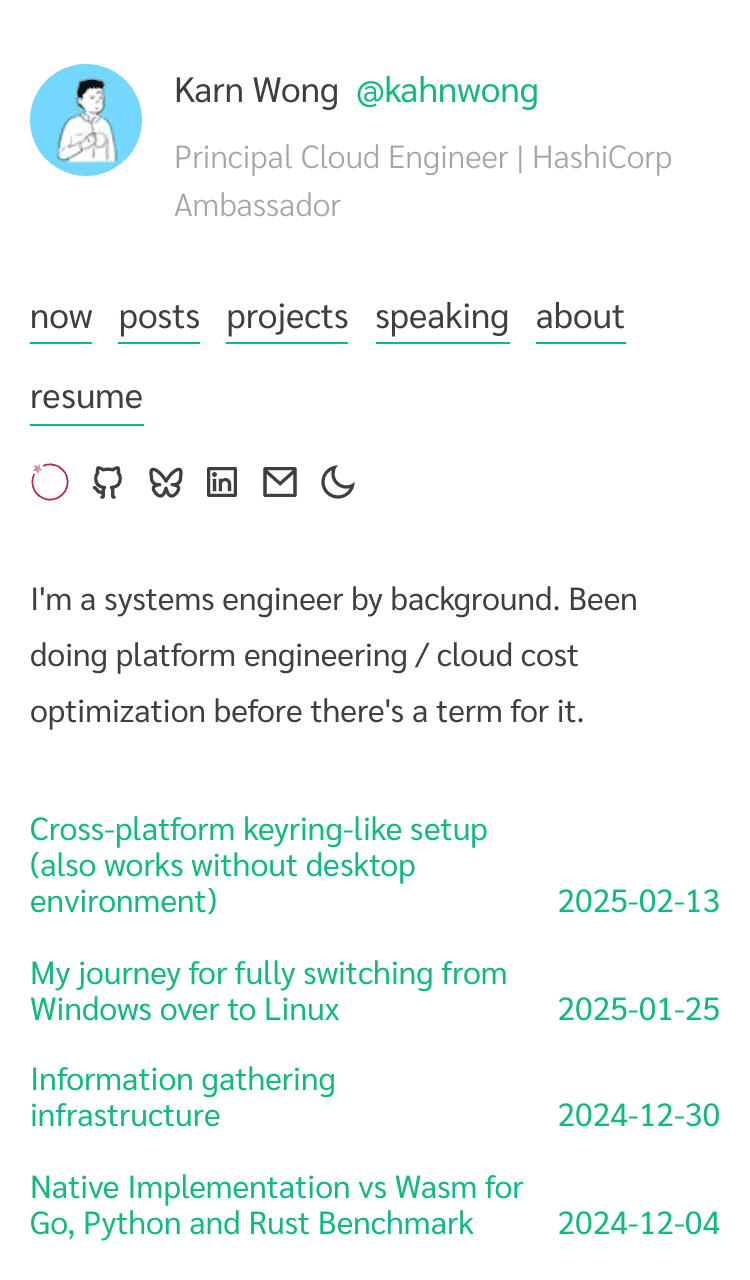 Karn Wong @kahnwong
Principal Cloud Engineer | HashiCorp
Ambassador
now posts projects speaking about
resume
I'm a systems engineer by background. Been
doing platform engineering / cloud cost
optimization before there's a term for it.
Cross-platform keyring-like setup
(also works without desktop
environment) 2025-02-13
My journey for fully switching from
Windows over to Linux 2025-01-25
Information gathering
infrastructure 2024-12-30
Native Implementation vs Wasm for
Go, Python and Rust Benchmark 2024-12-04